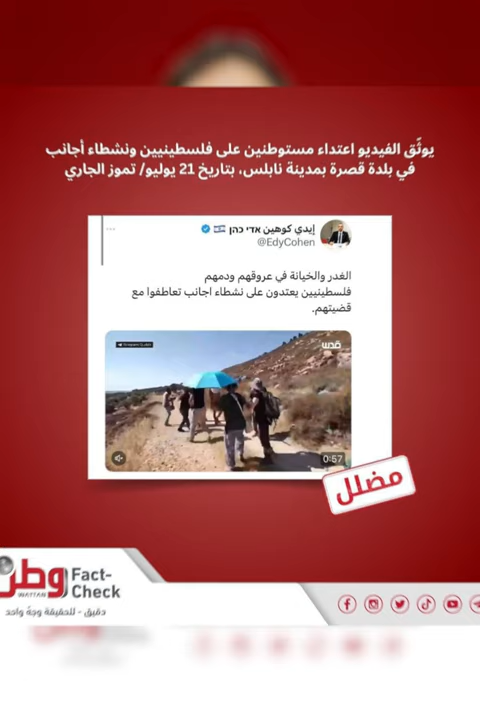 يوثّق الفيديو اعتداء مستوطنين على فلسطينيين ونشطاء أجانب
في بلدة قصرة بمدينة نابلس، بتاريخ 21 يوليو/ تموز الجاري
إيدي كوهين אדי כהן 🇮🇱
@EdyCohen
الغدر والخيانة في عروقهم ودمهم
فلسطينيين يعتدون على نشطاء اجانب تعاطفوا مع
قضيتهم.
قدس
0:57
مضلل
وطن
WATTAN
Fact-
Check
دقيق - للحقيقة وجهٌ واحد